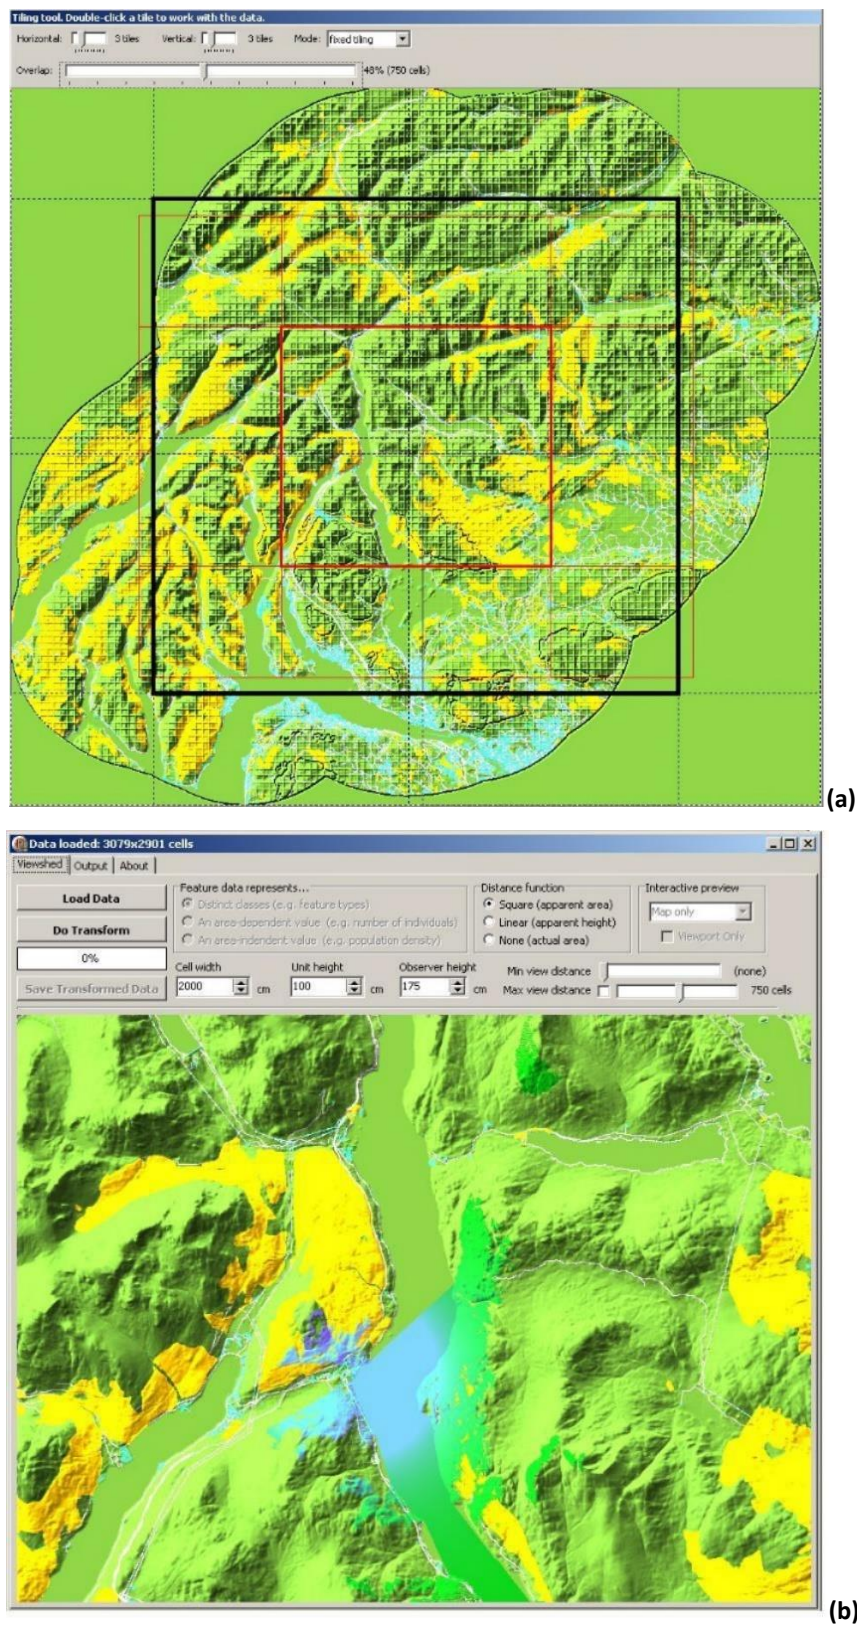 Tiling tool. Double-click a tile to work with the data.
Horizontal: 3 tiles Vertical: 3 tiles Mode: fixed tiling
Overlap: 48% (750 cells)
(a)
Data loaded: 3079x2901 cells
Viewshed Output About
Load Data
Do Transform
0%
Save Transformed Data
Feature data represents...
Distinct classes (e.g. feature types)
An area-dependent value (e.g. number of individuals)
An area-indendent value (e.g. population density)
Distance function
Square (apparent area)
Linear (apparent height)
None (actual area)
Interactive preview
Map only
Viewport Only
Cell width Unit height Observer height
2000 cm 100 cm 175 cm
Min view distance (none)
Max view distance 750 cells
(b)